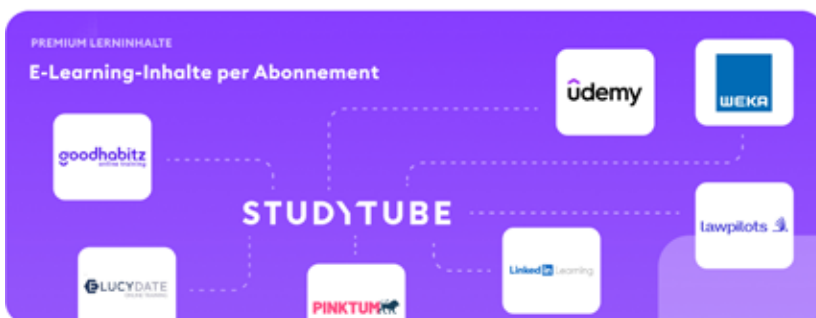 PREMIUM LERNINHALTE
E-Learning-Inhalte per Abonnement
udemy
WEKA
goodhabitz
online training
STUDYTUBE
lawpilots
ELUCYDATE
ONLINE TRAINING
PINKTUM
Linked in Learning